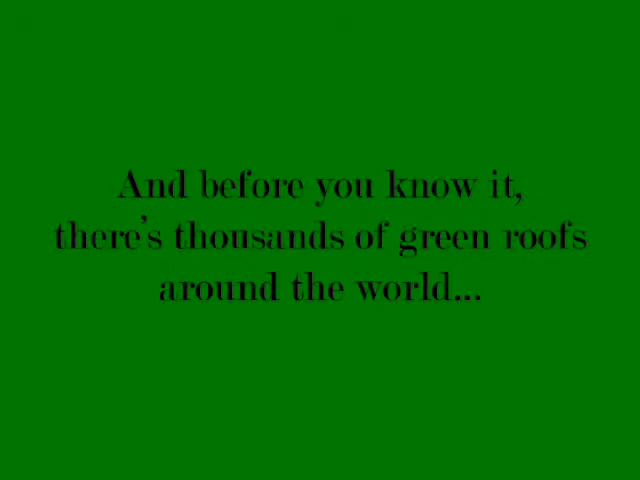 And before you know it,
there's thousands of green roofs
around the world...